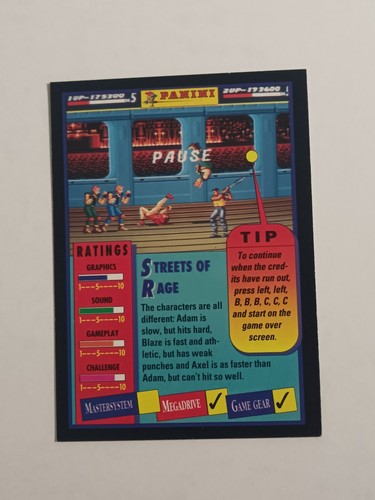 1UP-175200
5
PANINI
2UP-193600
PAUSE
TIP
To continue
when the cred-
its have run out,
press left, left,
B, B, B, C, C, C
and start on the
game over
screen.
RATINGS
GRAPHICS
1----5----10
SOUND
1----5----10
GAMEPLAY
1----5----10
CHALLENGE
1----5----10
STREETS OF
RAGE
The characters are all
different: Adam is
slow, but hits hard,
Blaze is fast and ath-
letic, but has weak
punches and Axel is as faster than
Adam, but can't hit so well.
MASTERSYSTEM
MEGADRIVE ✓
GAME GEAR ✓